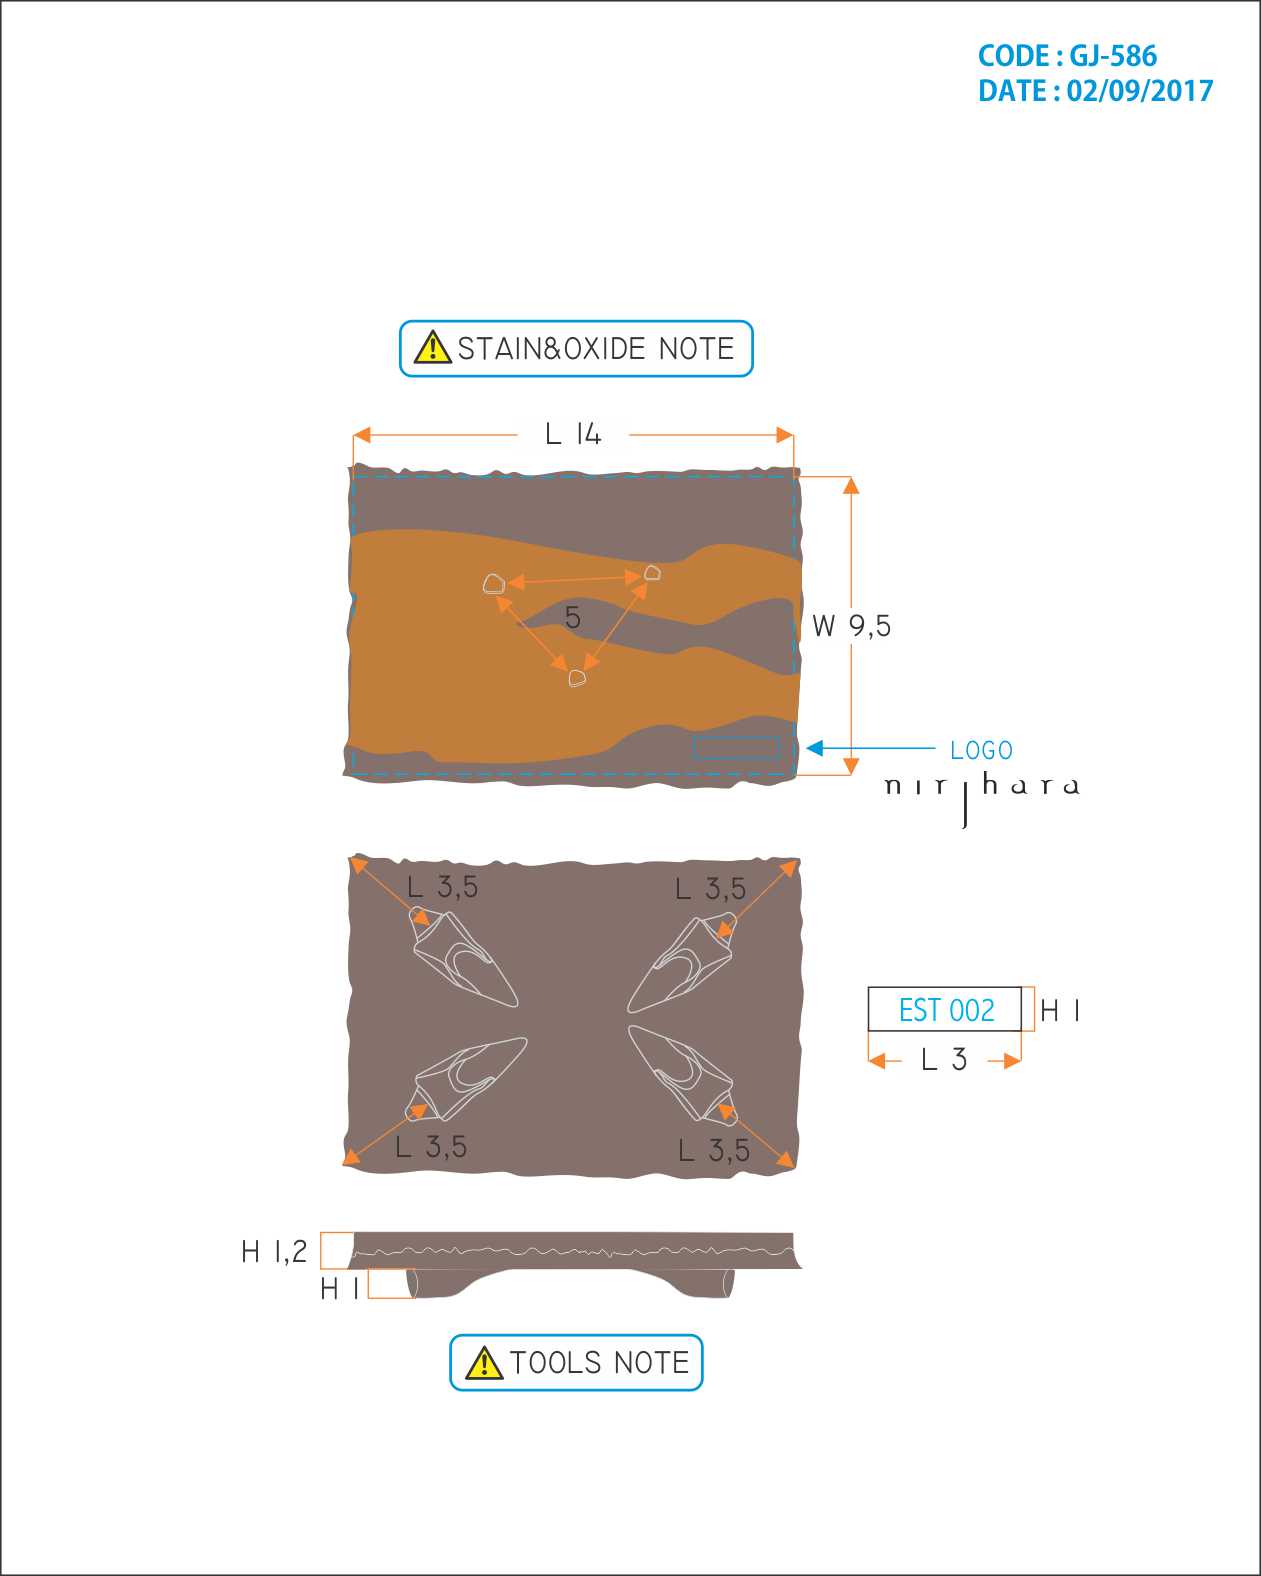 CODE : GJ-586
DATE : 02/09/2017
STAIN&OXIDE NOTE
L 14
5
W 9,5
LOGO
nirjhara
L 3,5
L 3,5
EST 002
H 1
L 3
L 3,5
L 3,5
H 1,2
H 1
TOOLS NOTE